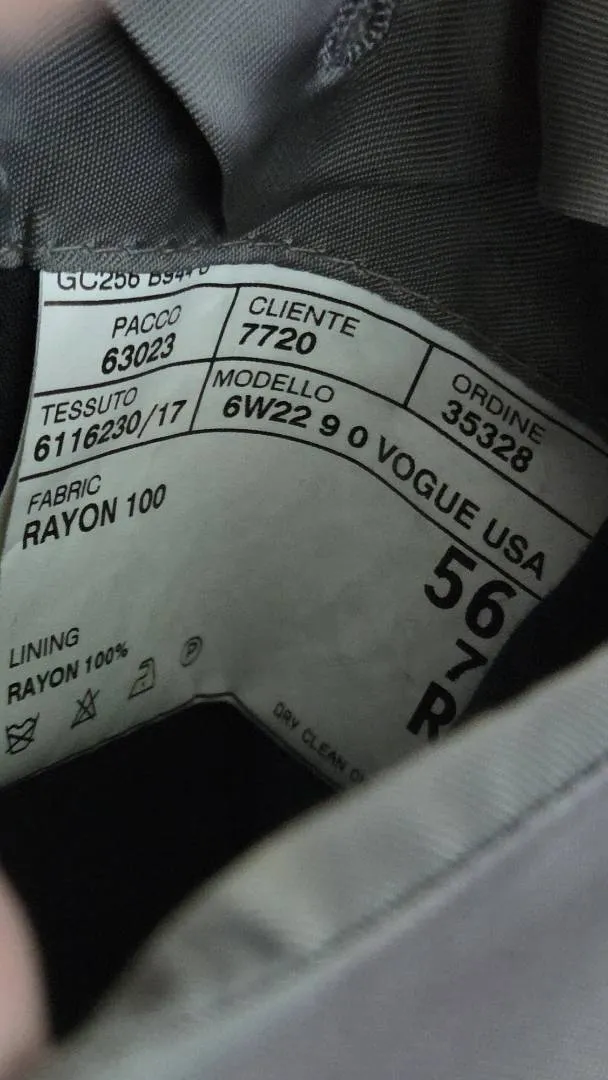 GC256
PACCO
63023
CLIENTE
7720
ORDINE
35328
TESSUTO
6116230/17
MODELLO
6W22 9 0 VOGUE USA
FABRIC
RAYON 100
56
7
R
LINING
RAYON 100%
P
DRY CLEAN